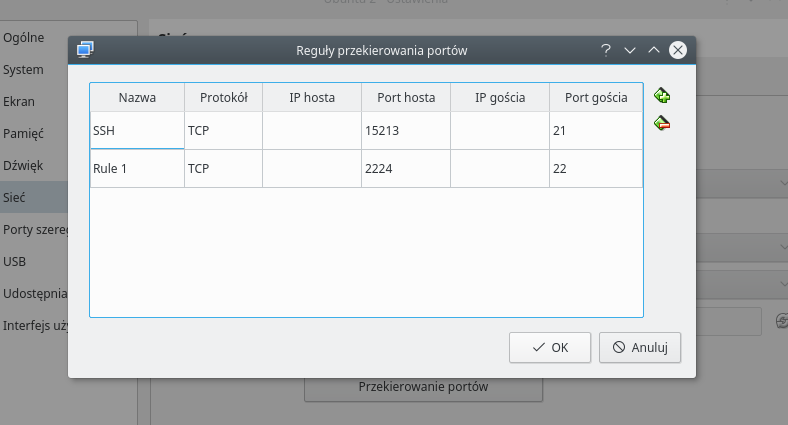 Ogólne
System
Ekran
Pamięć
Dźwięk
Sieć
Porty szereg
USB
Udostępnia
Interfejs uży
Reguły przekierowania portów
Nazwa Protokół IP hosta Port hosta IP gościa Port gościa
SSH TCP 15213 21
Rule 1 TCP 2224 22
OK Anuluj
Przekierowanie portów